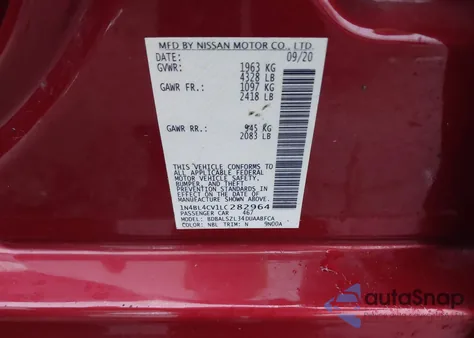 MFD BY NISSAN MOTOR CO., LTD.
DATE: 09/20
GVWR: 1963 KG
4328 LB
GAWR FR.: 1097 KG
2418 LB
GAWR RR.: 945 KG
2083 LB
THIS VEHICLE CONFORMS TO
ALL APPLICABLE FEDERAL
MOTOR VEHICLE SAFETY,
BUMPER, AND THEFT
PREVENTION STANDARDS IN
EFFECT ON THE DATE OF
MANUFACTURE SHOWN ABOVE.
1N4BL4CV1LC282964
PASSENGER CAR 467
MODEL: BDBALSZL34DUAABFCA
COLOR: NBL TRIM: N 9N00A
autoSnap